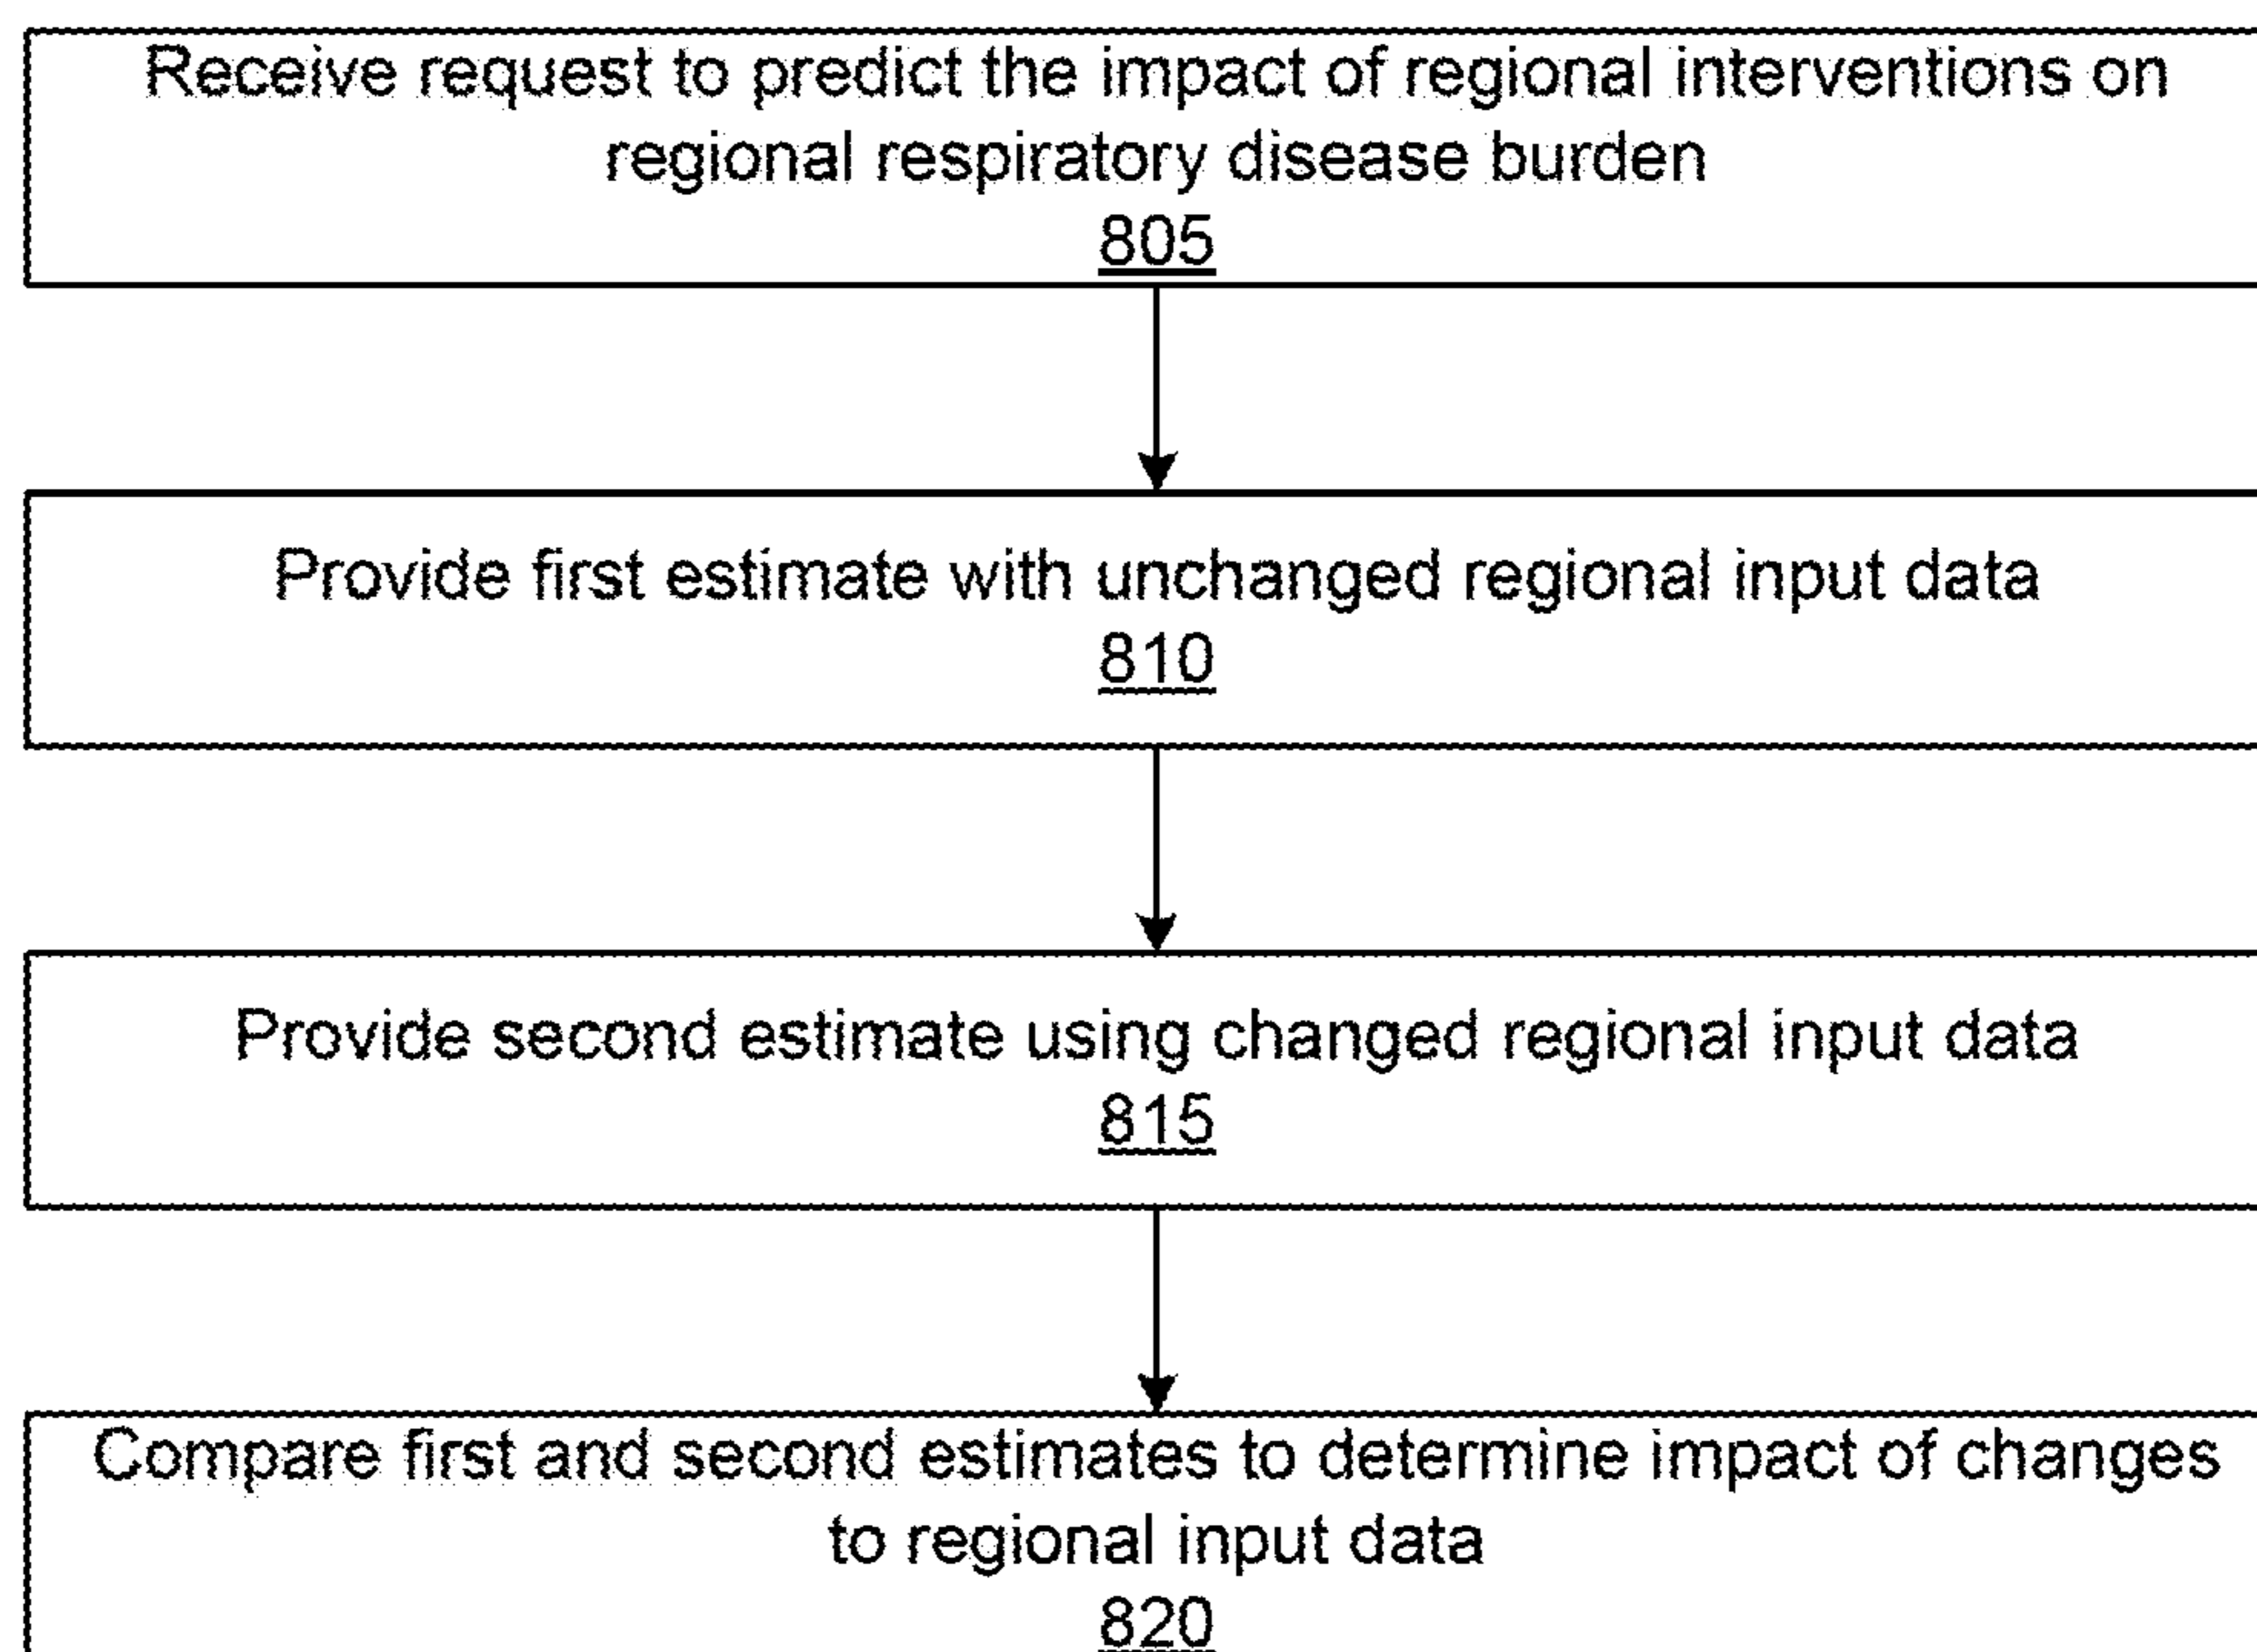 Receive request to predict the impact of regional interventions on
regional respiratory disease burden
805
Provide first estimate with unchanged regional input data
810
Provide second estimate using changed regional input data
815
Compare first and second estimates to determine impact of changes
to regional input data
820